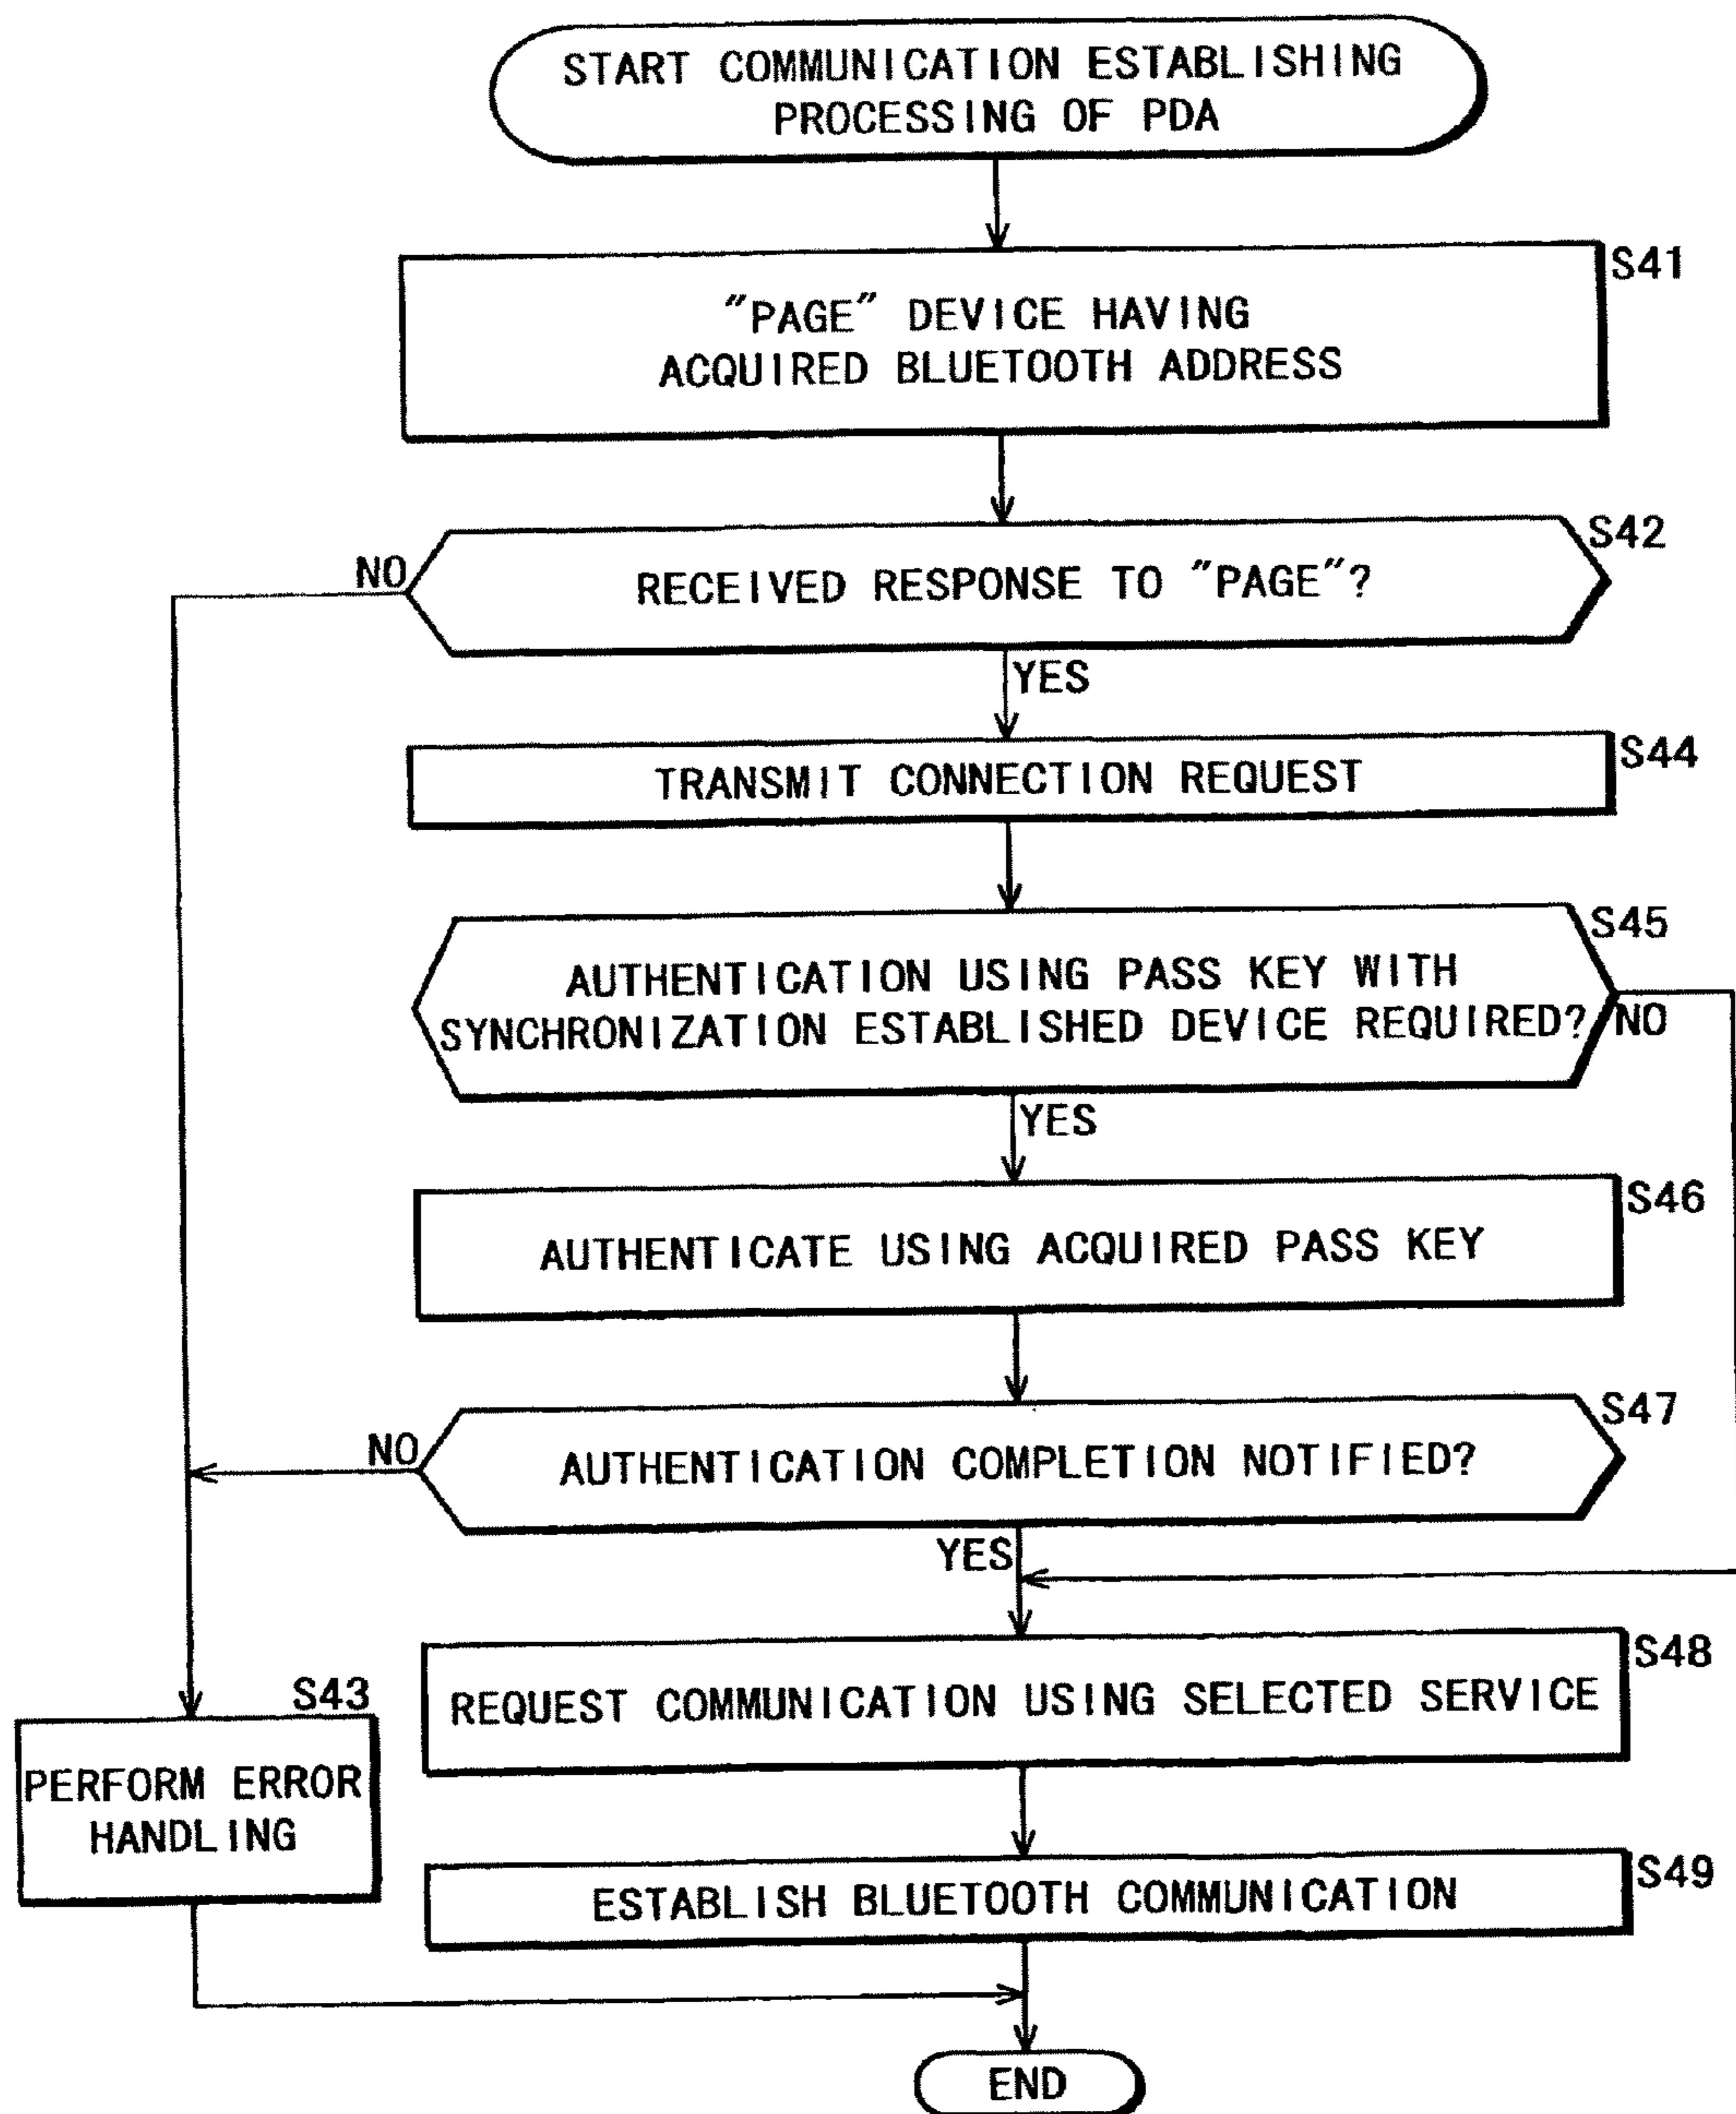 START COMMUNICATION ESTABLISHING
PROCESSING OF PDA
S41
"PAGE" DEVICE HAVING
ACQUIRED BLUETOOTH ADDRESS
S42
NO
RECEIVED RESPONSE TO "PAGE"?
YES
S44
TRANSMIT CONNECTION REQUEST
S45
AUTHENTICATION USING PASS KEY WITH
SYNCHRONIZATION ESTABLISHED DEVICE REQUIRED?
NO
YES
S46
AUTHENTICATE USING ACQUIRED PASS KEY
S47
NO
AUTHENTICATION COMPLETION NOTIFIED?
YES
S48
REQUEST COMMUNICATION USING SELECTED SERVICE
S43
PERFORM ERROR
HANDLING
S49
ESTABLISH BLUETOOTH COMMUNICATION
END